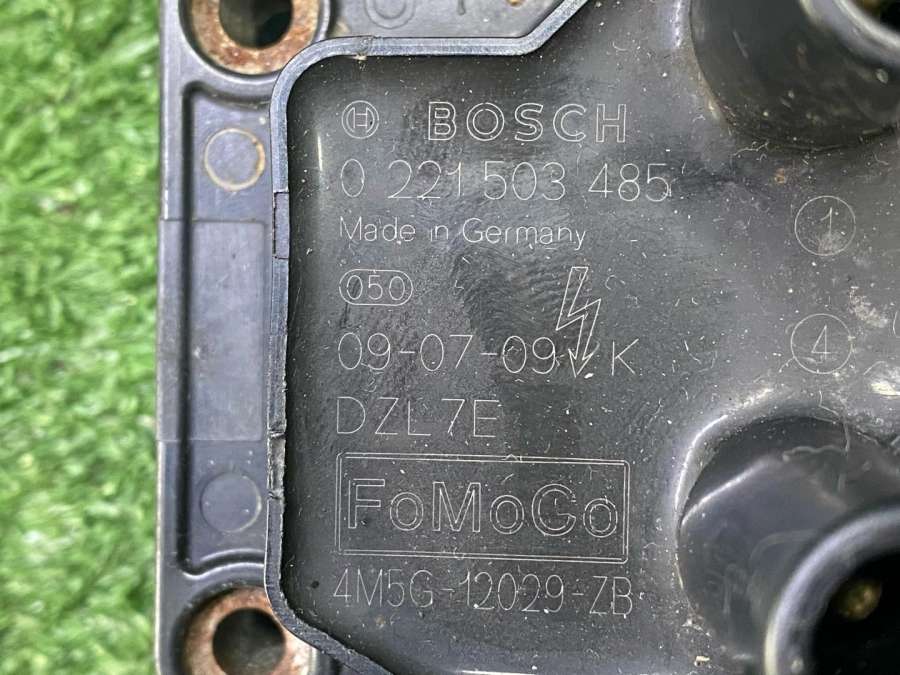 BOSCH
0 221 503 485
Made in Germany
050
09-07-09 K
DZL7E
FoMoCo
4M5G-12029-ZB
1
4